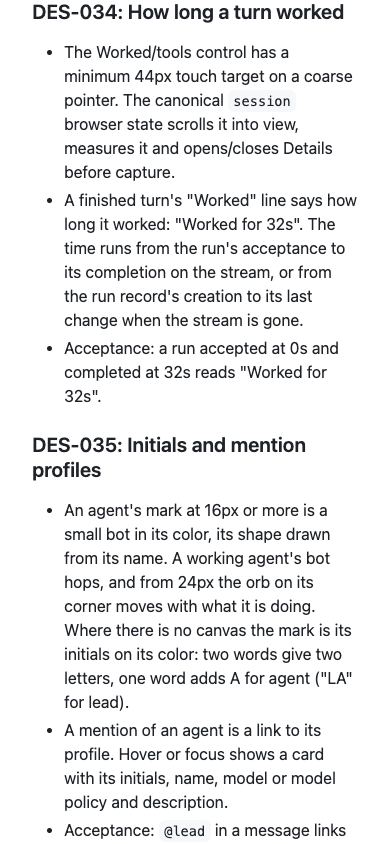 DES-034: How long a turn worked
• The Worked/tools control has a
minimum 44px touch target on a coarse
pointer. The canonical session
browser state scrolls it into view,
measures it and opens/closes Details
before capture.
• A finished turn's "Worked" line says how
long it worked: "Worked for 32s". The
time runs from the run's acceptance to
its completion on the stream, or from
the run record's creation to its last
change when the stream is gone.
• Acceptance: a run accepted at 0s and
completed at 32s reads "Worked for
32s".
DES-035: Initials and mention
profiles
• An agent's mark at 16px or more is a
small bot in its color, its shape drawn
from its name. A working agent's bot
hops, and from 24px the orb on its
corner moves with what it is doing.
Where there is no canvas the mark is its
initials on its color: two words give two
letters, one word adds A for agent ("LA"
for lead).
• A mention of an agent is a link to its
profile. Hover or focus shows a card
with its initials, name, model or model
policy and description.
• Acceptance: @lead in a message links